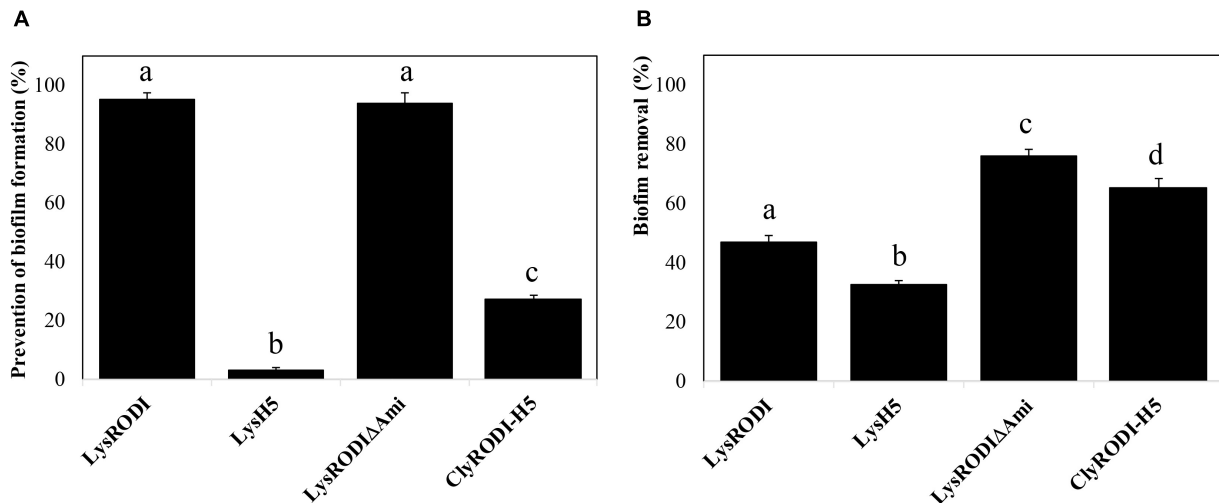 A
Prevention of biofilm formation (%)
100
80
60
40
20
0
a
b
a
c
LysRODI
LysH5
LysRODIΔAmi
ClyRODI-H5
B
Biofim removal (%)
100
80
60
40
20
0
a
b
c
d
LysRODI
LysH5
LysRODIΔAmi
ClyRODI-H5